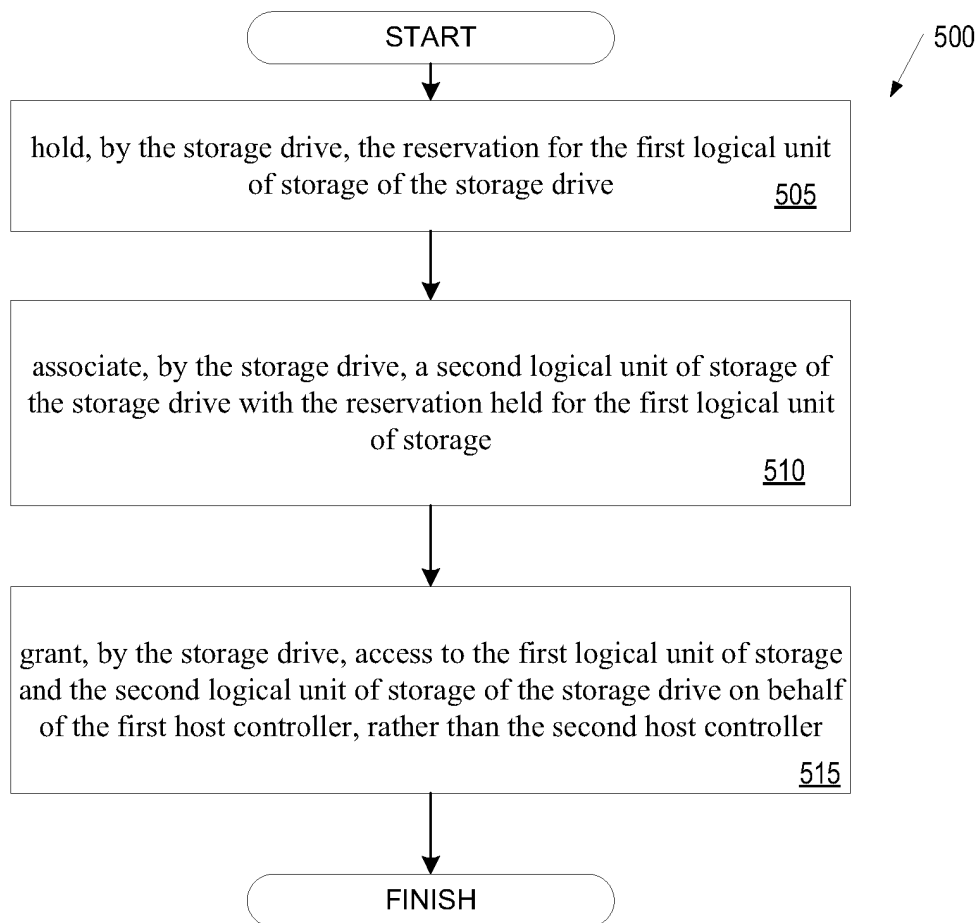 START
500
hold, by the storage drive, the reservation for the first logical unit
of storage of the storage drive
505
associate, by the storage drive, a second logical unit of storage of
the storage drive with the reservation held for the first logical unit
of storage
510
grant, by the storage drive, access to the first logical unit of storage
and the second logical unit of storage of the storage drive on behalf
of the first host controller, rather than the second host controller
515
FINISH